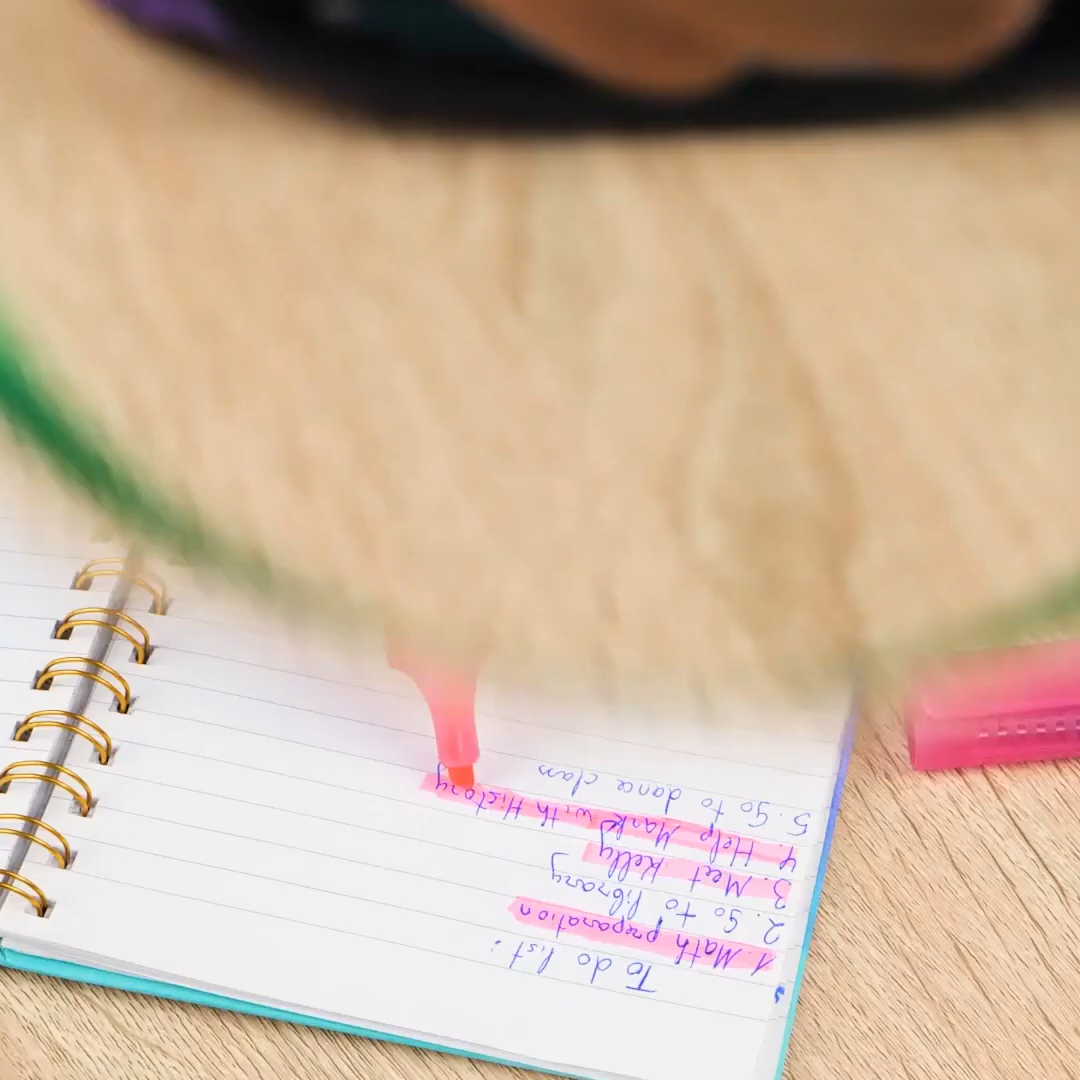 To do list:
1. Math preparation
2. Go to library
3. Meet Kelly
4. Help Mark with History
5. Go to dance class